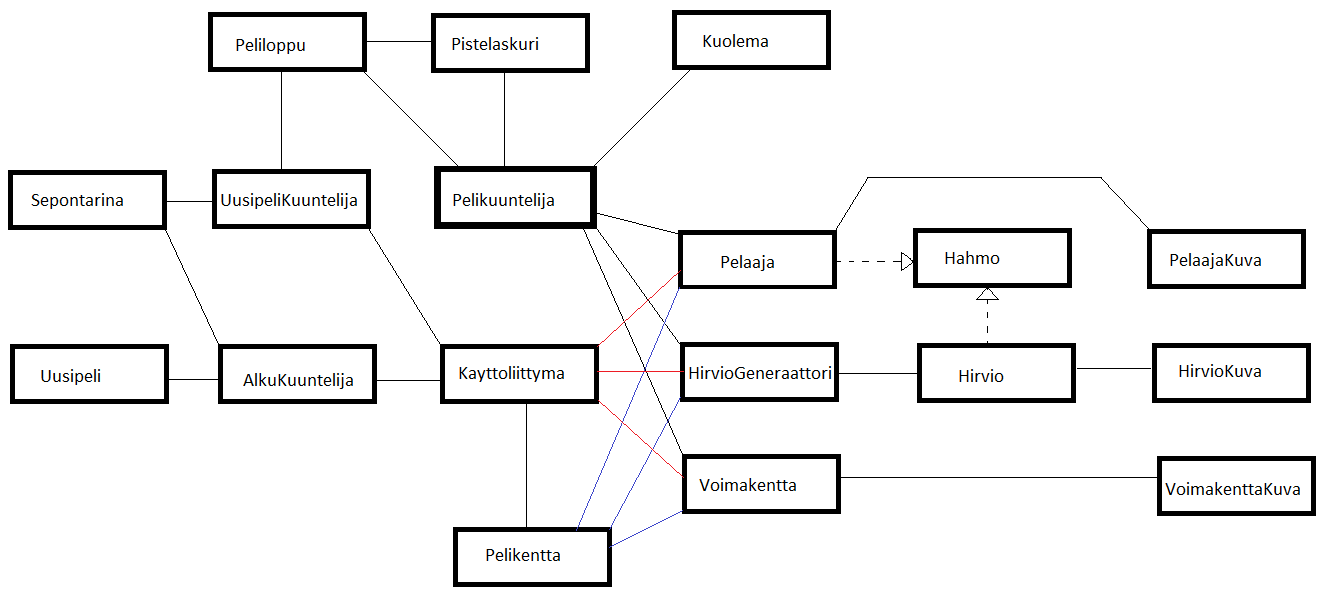 Peliloppu
Pistelaskuri
Kuolema
Sepontarina
UusipeliKuuntelija
Pelikuuntelija
Pelaaja
Hahmo
PelaajaKuva
Uusipeli
AlkuKuuntelija
Kayttoliittyma
HirvioGeneraattori
Hirvio
HirvioKuva
Voimakentta
VoimakenttaKuva
Pelikentta